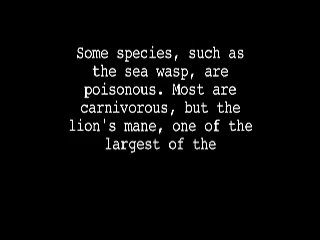 Some species, such as
the sea wasp, are
poisonous. Most are
carnivorous, but the
lion's mane, one of the
largest of the